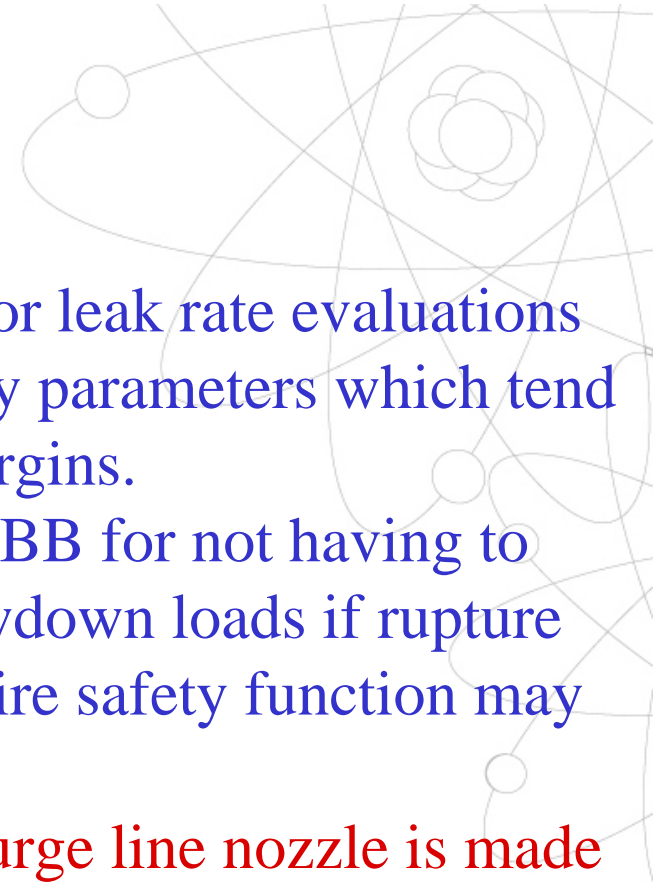 or leak rate evaluations
y parameters which tend
rgins.
BB for not having to
ydown loads if rupture
ire safety function may
urge line nozzle is made